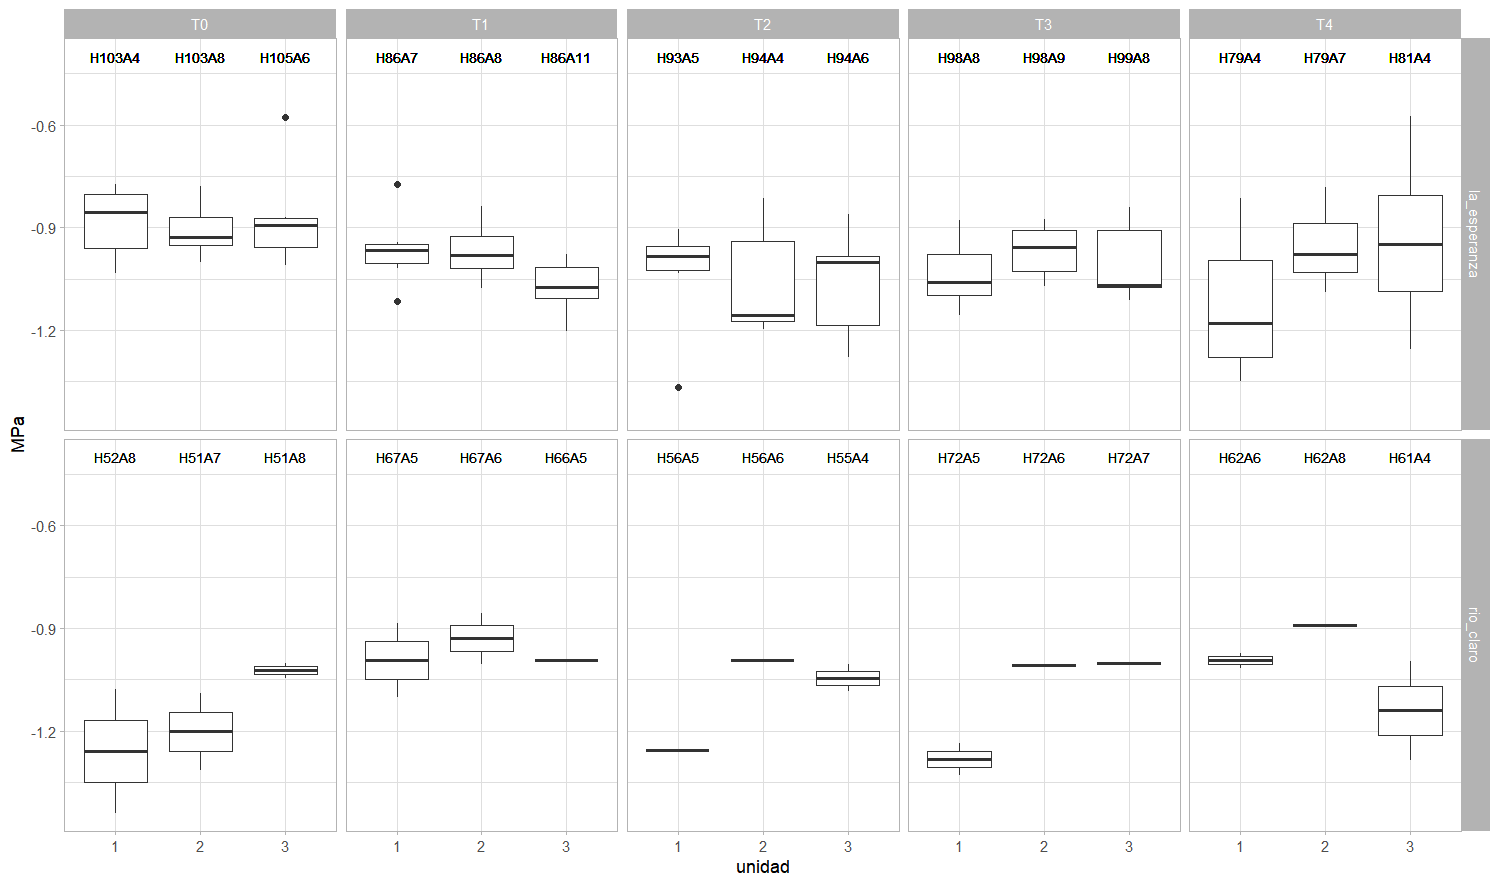 T0 T1 T2 T3 T4
H103A4 H103A8 H105A6 H86A7 H86A8 H86A11 H93A5 H94A4 H94A6 H98A8 H98A9 H99A8 H79A4 H79A7 H81A4
-0.6
-0.9
-1.2
la_esperanza
MPa
H52A8 H51A7 H51A8 H67A5 H67A6 H66A5 H56A5 H56A6 H55A4 H72A5 H72A6 H72A7 H62A6 H62A8 H61A4
-0.6
-0.9
-1.2
rio_claro
1 2 3 1 2 3 1 2 3 1 2 3 1 2 3
unidad